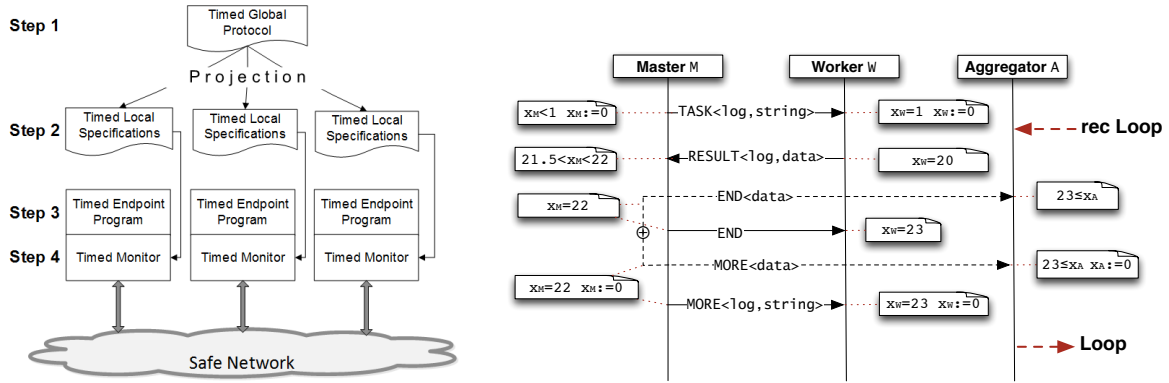 Step 1
Timed Global
Protocol
Projection
Step 2
Timed Local
Specifications
Timed Local
Specifications
Timed Local
Specifications
Step 3
Timed Endpoint
Program
Timed Endpoint
Program
Timed Endpoint
Program
Step 4
Timed Monitor
Timed Monitor
Timed Monitor
Safe Network
Master M
Worker W
Aggregator A
xM<1 xM:=0
TASK<log,string>
xW=1 xW:=0
rec Loop
21.5<xM<22
RESULT<log,data>
xW=20
END<data>
23≤xA
xM=22
END
xW=23
⊕
MORE<data>
23≤xA xA:=0
xM=22 xM:=0
MORE<log,string>
xW=23 xW:=0
Loop